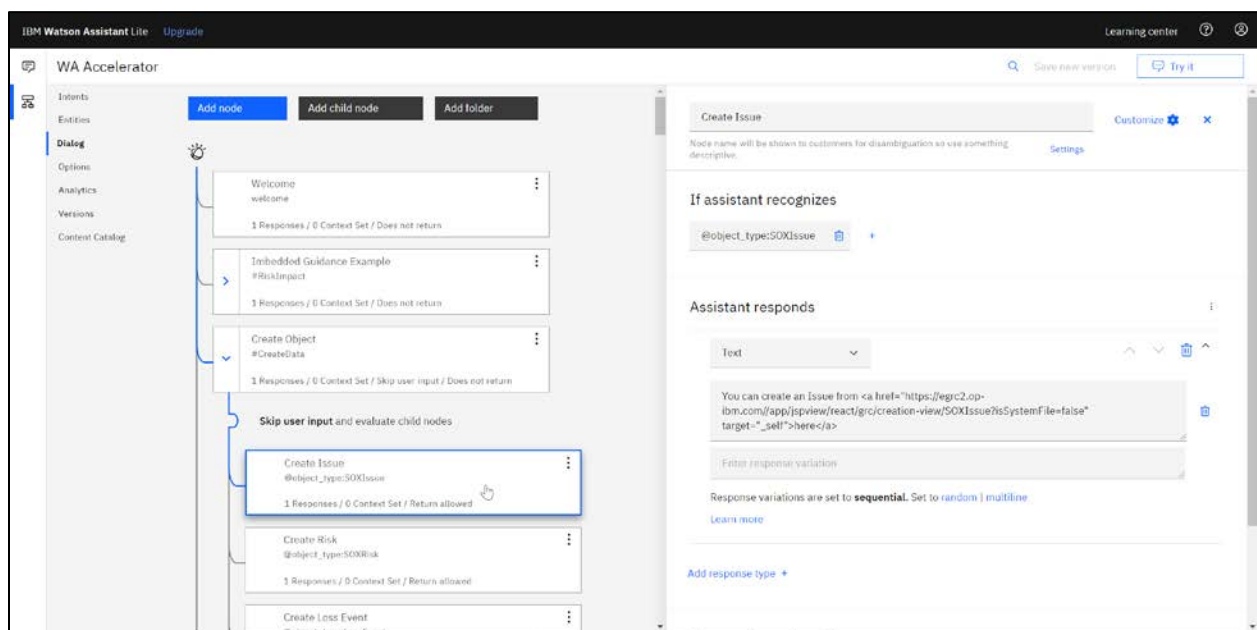 IBM Watson Assistant Lite Upgrade Learning center
WA Accelerator Save new version Try it
Intents
Entities
Dialog
Options
Analytics
Versions
Content Catalog
Add node Add child node Add folder
Welcome
welcome
1 Responses / 0 Context Set / Does not return
Imbedded Guidance Example
#RiskImpact
1 Responses / 0 Context Set / Does not return
Create Object
#CreateData
1 Responses / 0 Context Set / Skip user input / Does not return
Skip user input and evaluate child nodes
Create Issue
@object_type:SOXIssue
1 Responses / 0 Context Set / Return allowed
Create Risk
@object_type:SOXRisk
1 Responses / 0 Context Set / Return allowed
Create Loss Event
Create Issue
Customize
Node name will be shown to customers for disambiguation so use something
descriptive.
Settings
If assistant recognizes
@object_type:SOXIssue
Assistant responds
Text
You can create an Issue from <a href="https://egrc2.op-
ibm.com//app/jspview/react/grc/creation-view/SOXIssue?isSystemFile=false"
target="_self">here</a>
Enter response variation
Response variations are set to sequential. Set to random | multiline
Learn more
Add response type +